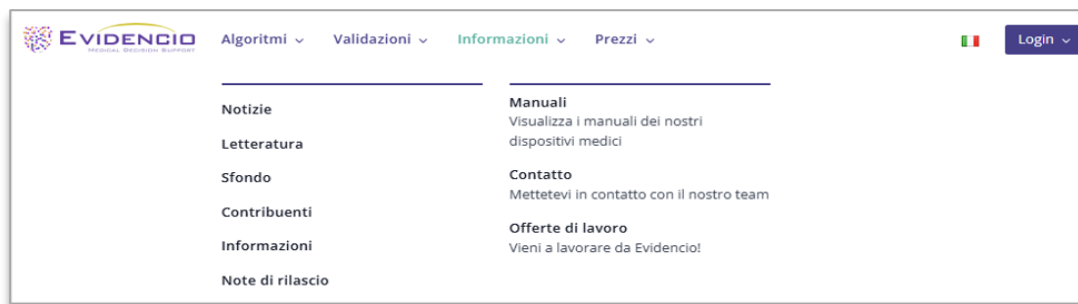 EVIDENCIO
MEDICAL DECISION SUPPORT
Algoritmi
Validazioni
Informazioni
Prezzi
Login
Notizie
Letteratura
Sfondo
Contribuenti
Informazioni
Note di rilascio
Manuali
Visualizza i manuali dei nostri
dispositivi medici
Contatto
Mettetevi in contatto con il nostro team
Offerte di lavoro
Vieni a lavorare da Evidencio!